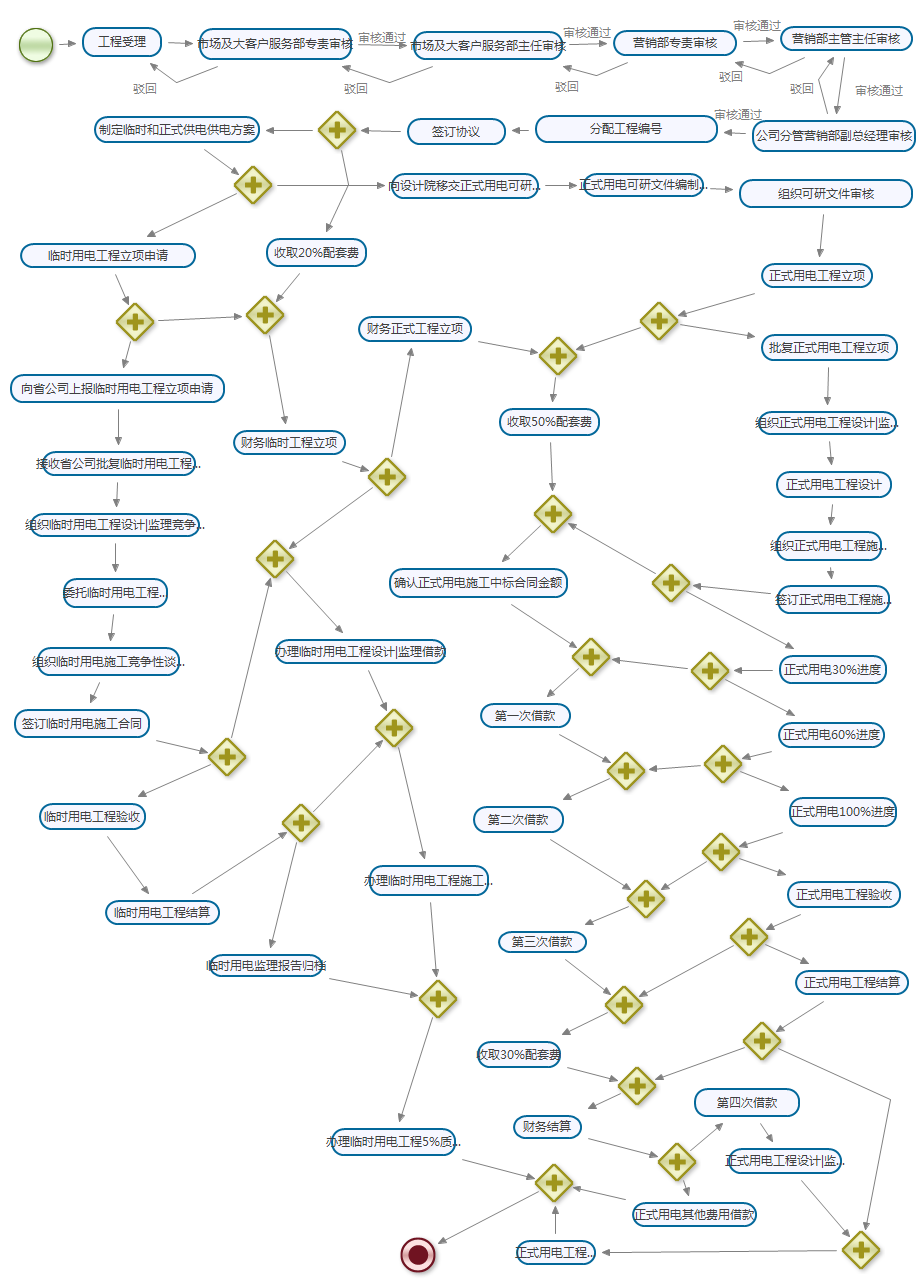 工程受理
市场及大客户服务部专责审核
审核通过
市场及大客户服务部主任审核
审核通过
营销部专责审核
审核通过
营销部主管主任审核
驳回
驳回
驳回
驳回
驳回
审核通过
制定临时和正式供电供电方案
签订协议
分配工程编号
审核通过
公司分管营销部副总经理审核
向设计院移交正式用电可研...
正式用电可研文件编制...
组织可研文件审核
临时用电工程立项申请
收取20%配套费
正式用电工程立项
财务正式工程立项
批复正式用电工程立项
向省公司上报临时用电工程立项申请
收取50%配套费
组织正式用电工程设计|监...
财务临时工程立项
接收省公司批复临时用电工程...
正式用电工程设计
组织临时用电工程设计|监理竞争...
组织正式用电工程施...
委托临时用电工程...
确认正式用电施工中标合同金额
签订正式用电工程施...
组织临时用电施工竞争性谈...
办理临时用电工程设计|监理借款
正式用电30%进度
签订临时用电施工合同
第一次借款
正式用电60%进度
临时用电工程验收
第二次借款
正式用电100%进度
办理临时用电工程施工...
正式用电工程验收
临时用电工程结算
第三次借款
临时用电监理报告归档
正式用电工程结算
收取30%配套费
第四次借款
财务结算
办理临时用电工程5%质...
正式用电工程设计|监...
正式用电其他费用借款
正式用电工程...